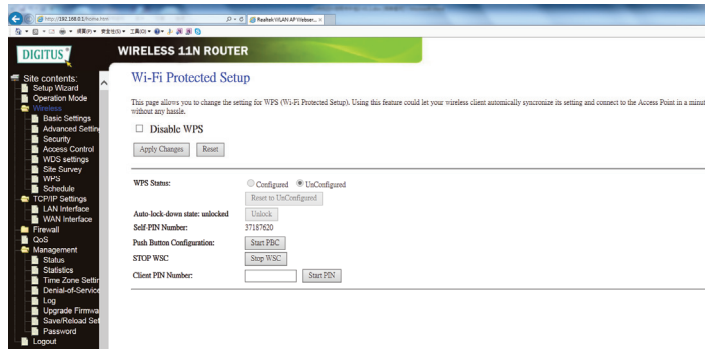 http://192.168.0.1/home.htm
Realtek WLAN AP Webser...
DIGITUS
WIRELESS 11N ROUTER
Site contents:
Setup Wizard
Operation Mode
Wireless
Basic Settings
Advanced Setting
Security
Access Control
WDS settings
Site Survey
WPS
Schedule
TCP/IP Settings
LAN Interface
WAN Interface
Firewall
QoS
Management
Status
Statistics
Time Zone Settin
Denial-of-Service
Log
Upgrade Firmwa
Save/Reload Set
Password
Logout
Wi-Fi Protected Setup
This page allows you to change the setting for WPS (Wi-Fi Protected Setup). Using this feature could let your wireless client automically syncronize its setting and connect to the Access Point in a minut
without any hassle.
Disable WPS
Apply Changes Reset
WPS Status: Configured UnConfigured
Reset to UnConfigured
Auto-lock-down state: unlocked Unlock
Self-PIN Number: 37187620
Push Button Configuration: Start PBC
STOP WSC Stop WSC
Client PIN Number: Start PIN